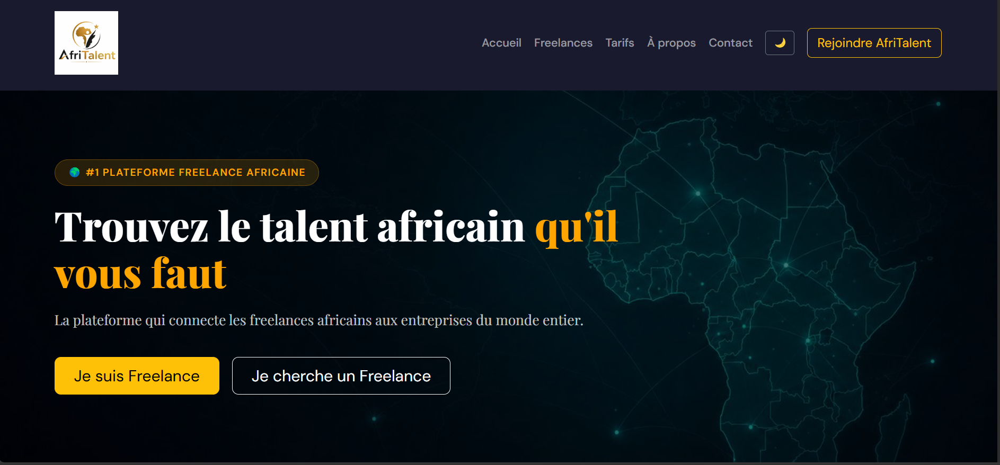 AfriTalent
Accueil
Freelances
Tarifs
À propos
Contact
Rejoindre AfriTalent
#1 PLATEFORME FREELANCE AFRICAINE
Trouvez le talent africain qu'il
vous faut
La plateforme qui connecte les freelances africains aux entreprises du monde entier.
Je suis Freelance
Je cherche un Freelance